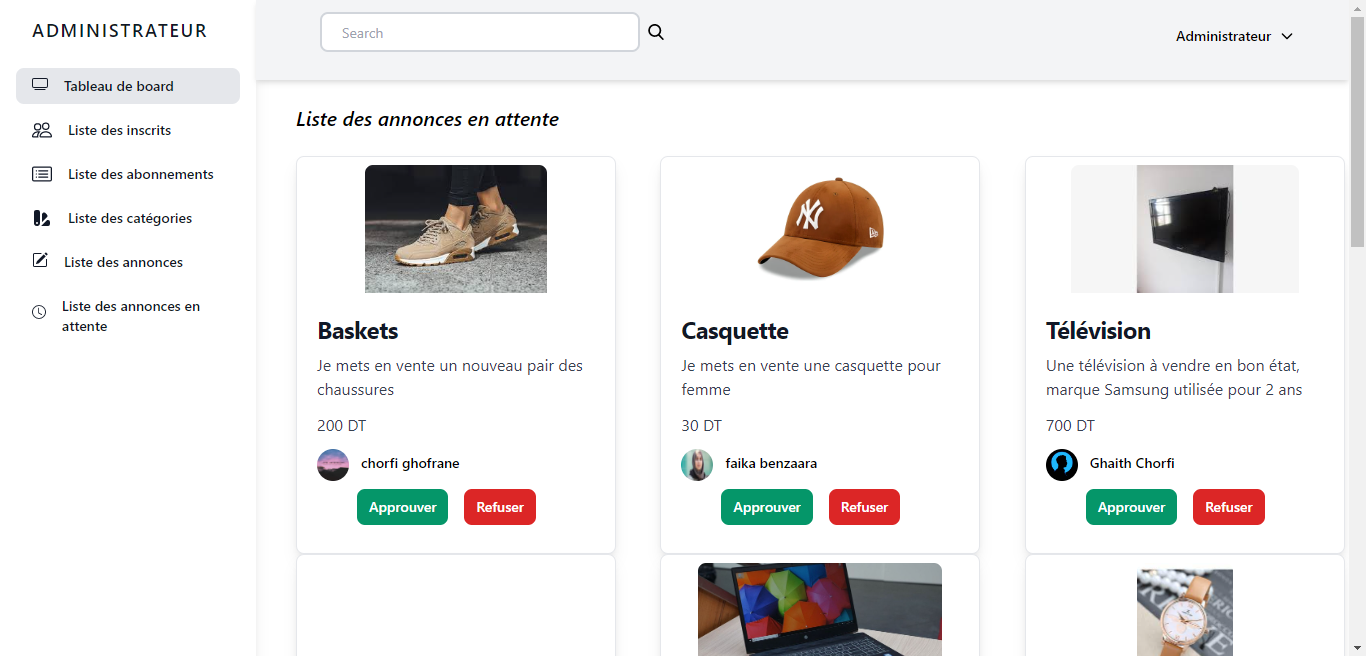 ADMINISTRATEUR
Search
Administrateur
Tableau de board
Liste des inscrits
Liste des abonnements
Liste des catégories
Liste des annonces
Liste des annonces en
attente
Liste des annonces en attente
Baskets
Je mets en vente un nouveau pair des
chaussures
200 DT
chorfi ghofrane
Approuver Refuser
NY
Casquette
Je mets en vente une casquette pour
femme
30 DT
faika benzaara
Approuver Refuser
Télévision
Une télévision à vendre en bon état,
marque Samsung utilisée pour 2 ans
700 DT
Ghaith Chorfi
Approuver Refuser